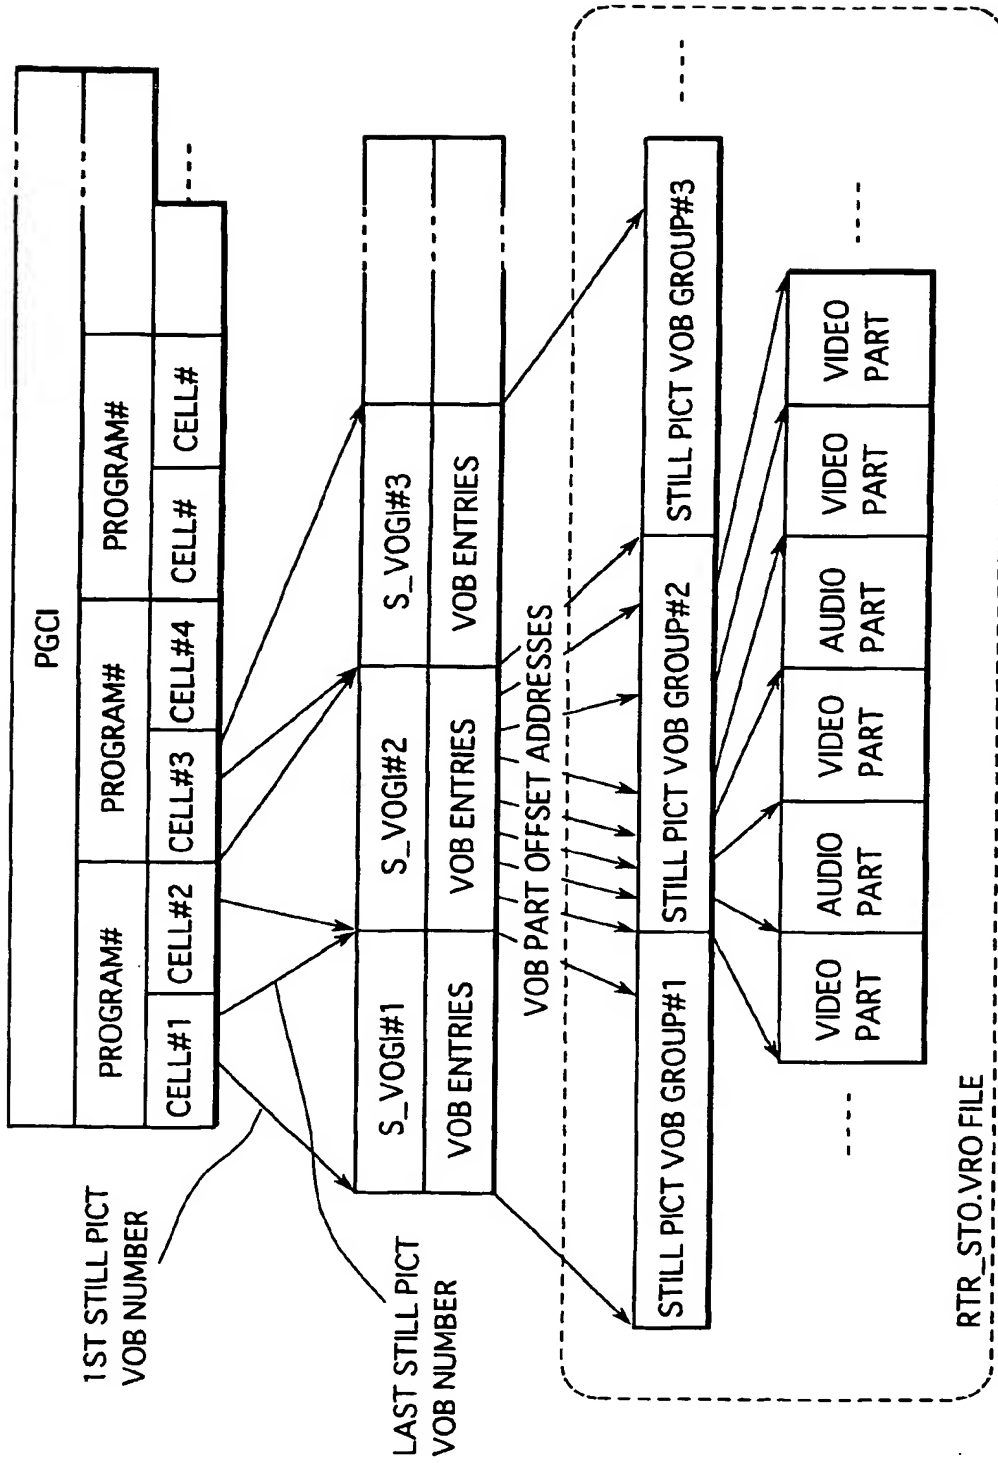 PGCI
PROGRAM#
PROGRAM#
PROGRAM#
CELL#1
CELL#2
CELL#3
CELL#4
CELL#
CELL#
1ST STILL PICT
VOB NUMBER
LAST STILL PICT
VOB NUMBER
S_VOGI#1
S_VOGI#2
S_VOGI#3
VOB ENTRIES
VOB ENTRIES
VOB ENTRIES
VOB PART OFFSET ADDRESSES
STILL PICT VOB GROUP#1
STILL PICT VOB GROUP#2
STILL PICT VOB GROUP#3
VIDEO
PART
AUDIO
PART
VIDEO
PART
AUDIO
PART
VIDEO
PART
VIDEO
PART
RTR_STO.VRO FILE